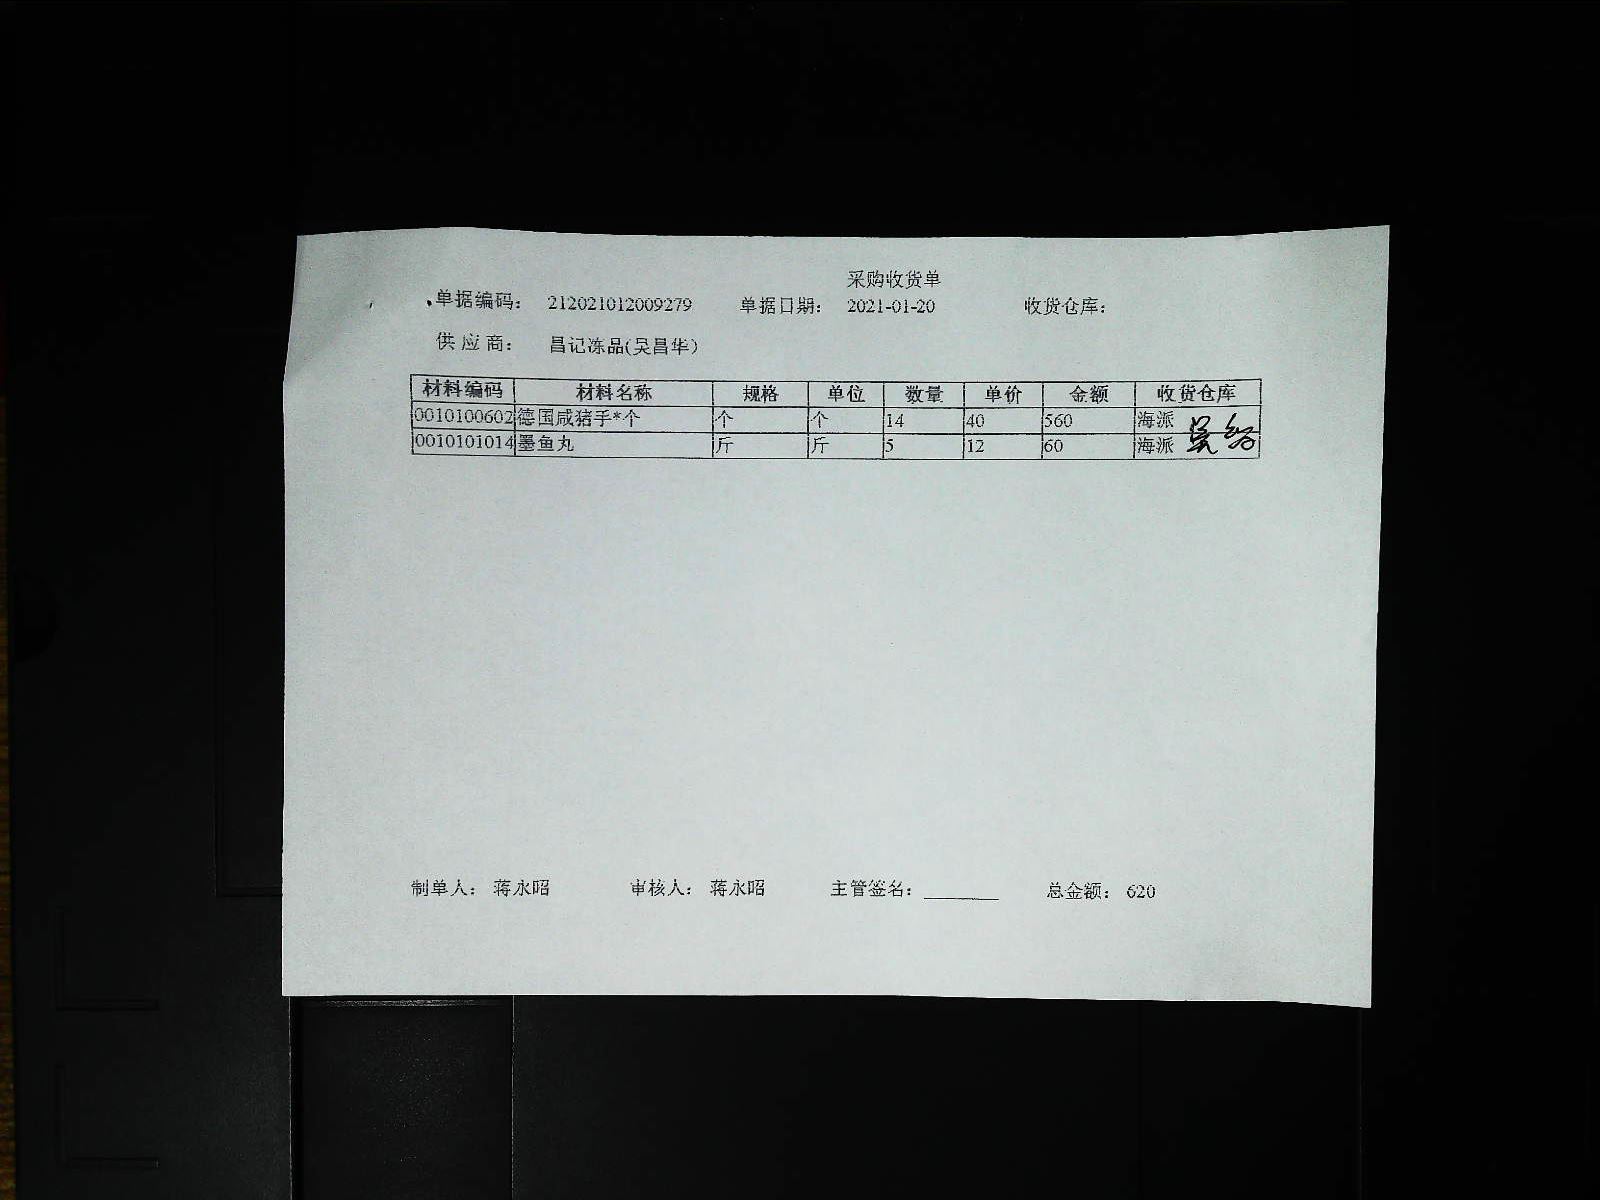 采购收货单
单据编码： 212021012009279 单据日期： 2021-01-20 收货仓库：
供应商： 昌记冻品(吴昌华)
材料编码 材料名称 规格 单位 数量 单价 金额 收货仓库
0010100602 德国咸猪手*个 个 个 14 40 560 海派
0010101014 墨鱼丸 斤 斤 5 12 60 海派
制单人： 蒋永昭 审核人： 蒋永昭 主管签名： 总金额： 620